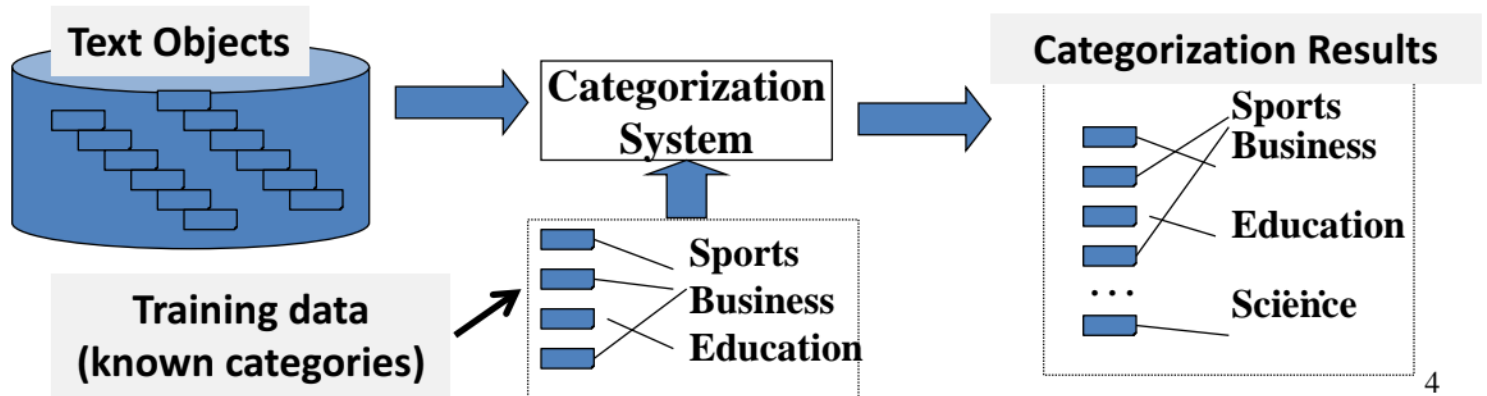 Text Objects
Categorization
System
Categorization Results
Sports
Business
Education
. . .
...
Science
Training data
(known categories)
Sports
Business
Education
4